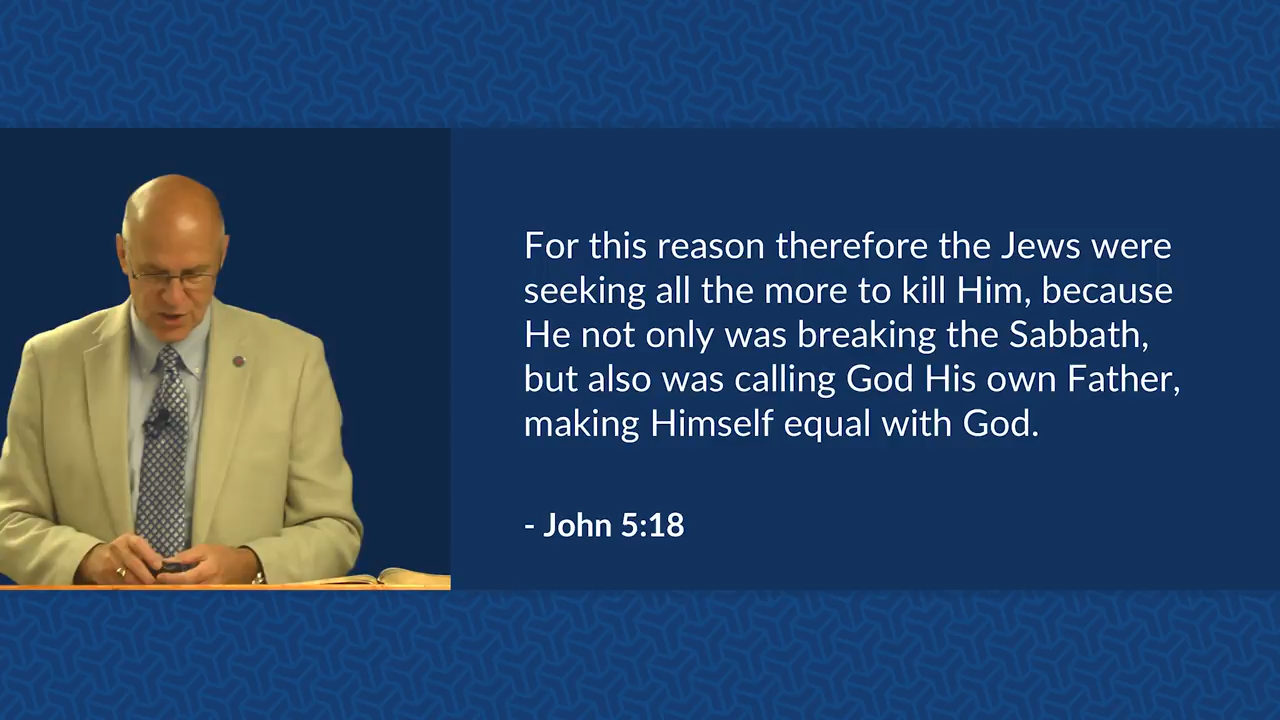 For this reason therefore the Jews were
seeking all the more to kill Him, because
He not only was breaking the Sabbath,
but also was calling God His own Father,
making Himself equal with God.
- John 5:18